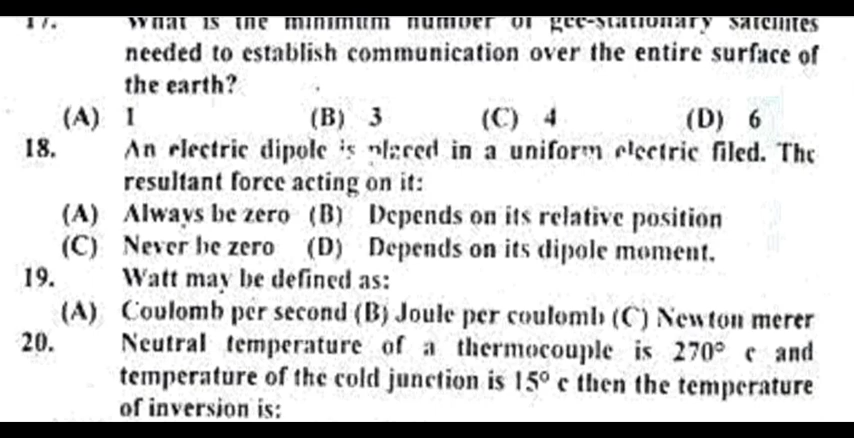 17. What is the minimum number of gee-stationary satellites
needed to establish communication over the entire surface of
the earth?
(A) 1 (B) 3 (C) 4 (D) 6
18. An electric dipole is placed in a uniform electric filed. The
resultant force acting on it:
(A) Always be zero (B) Depends on its relative position
(C) Never be zero (D) Depends on its dipole moment.
19. Watt may be defined as:
(A) Coulomb per second (B) Joule per coulomb (C) Newton merer
20. Neutral temperature of a thermocouple is 270° c and
temperature of the cold junction is 15° c then the temperature
of inversion is: